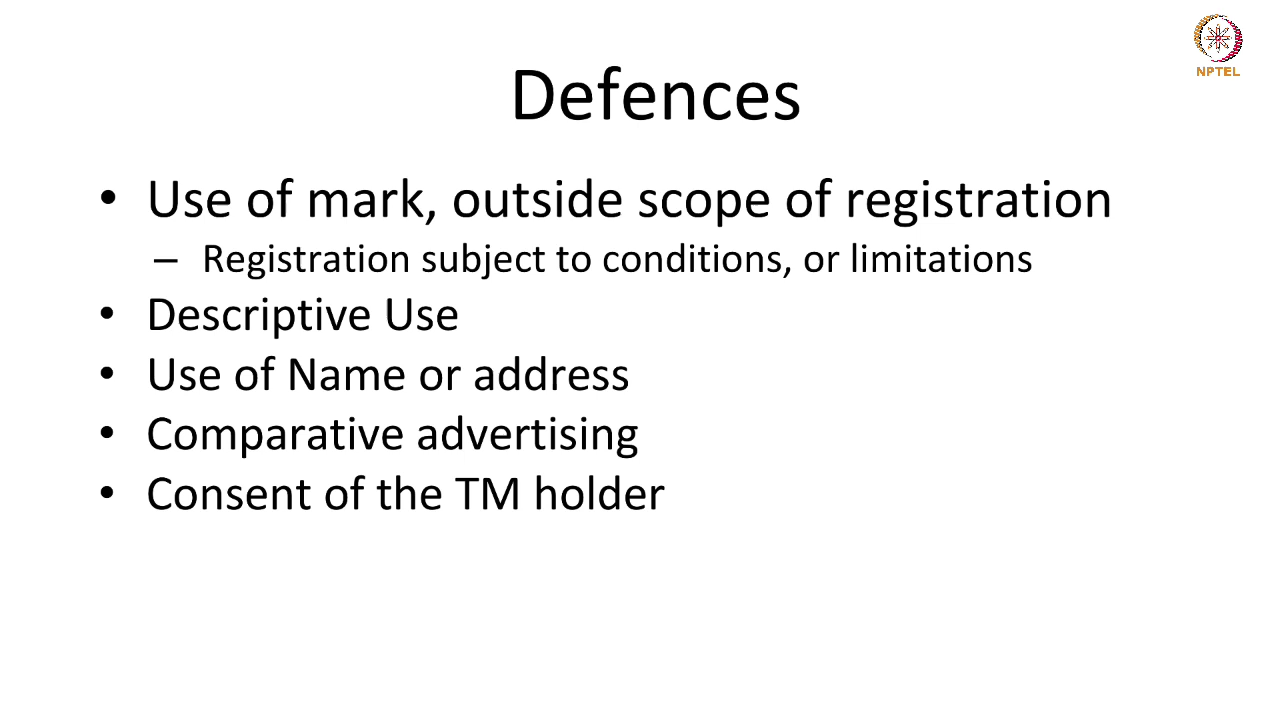 NPTEL
Defences
• Use of mark, outside scope of registration
– Registration subject to conditions, or limitations
• Descriptive Use
• Use of Name or address
• Comparative advertising
• Consent of the TM holder